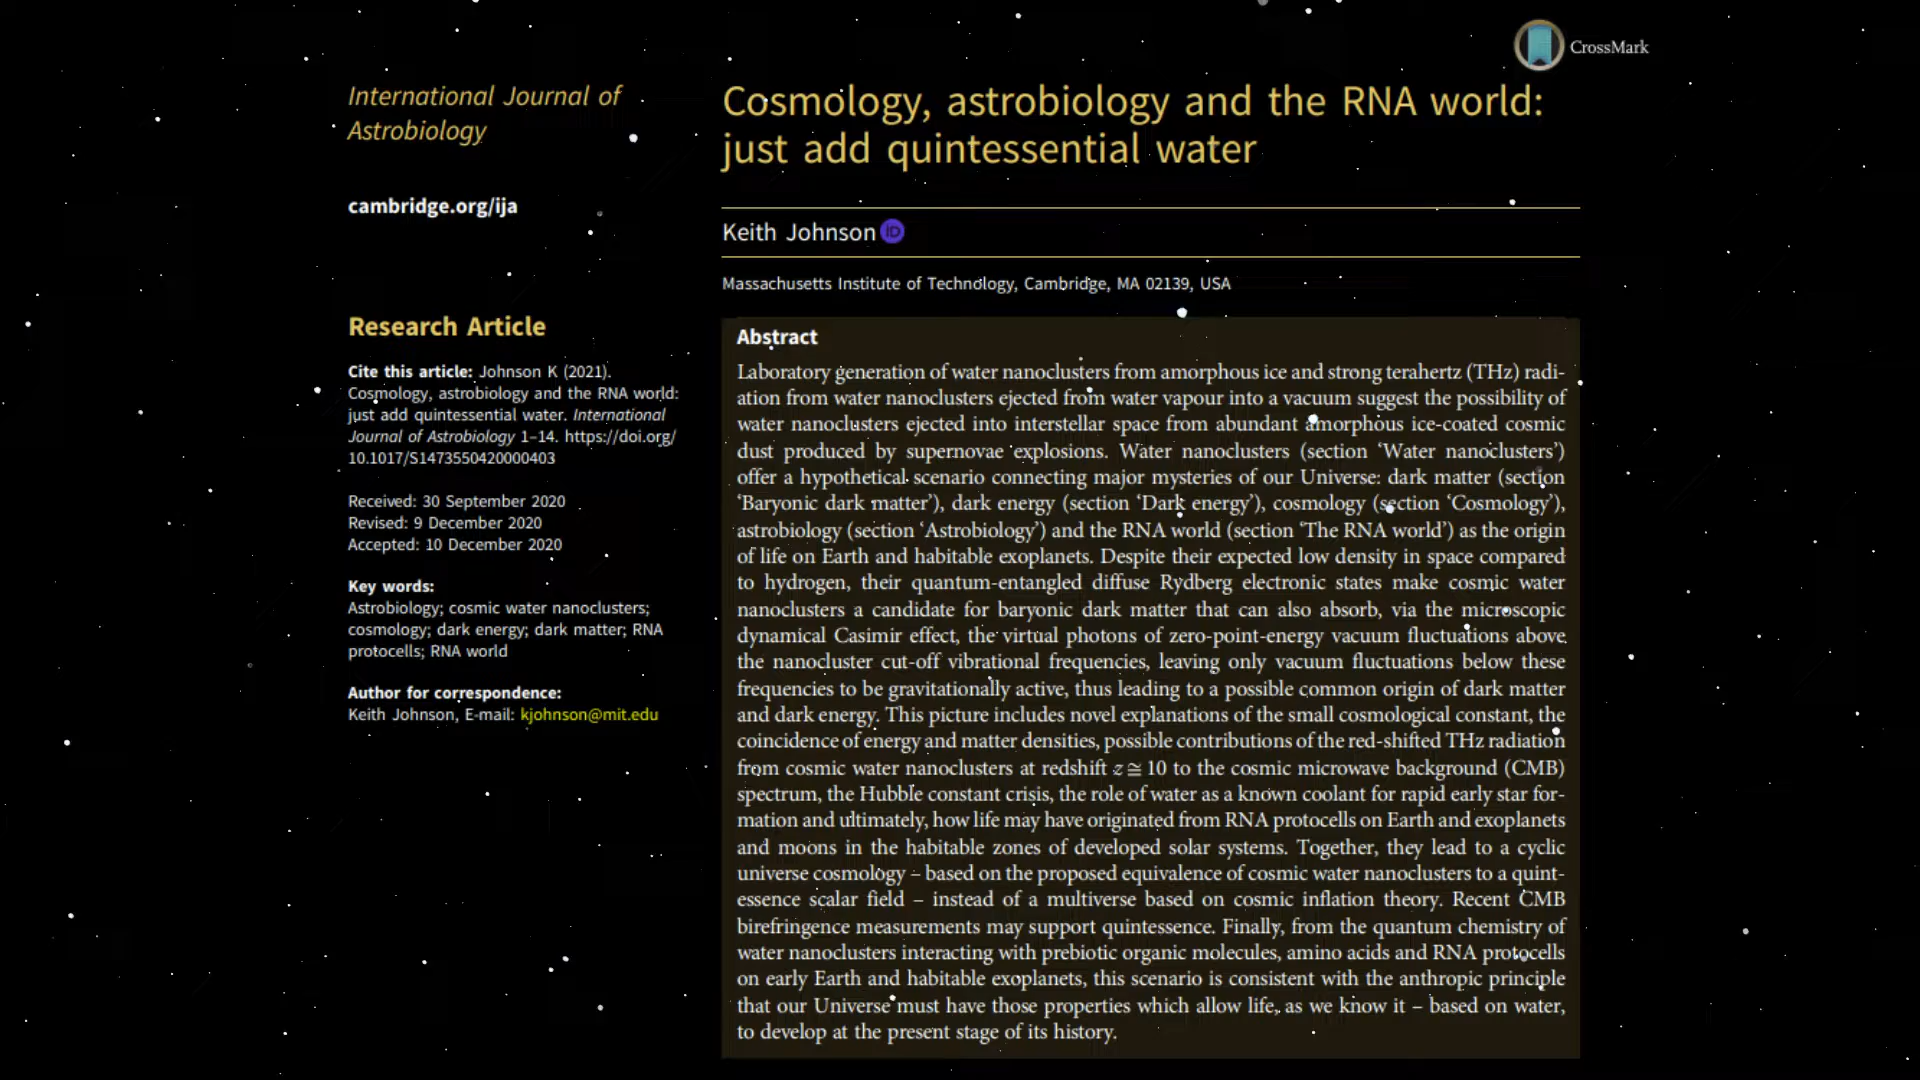 CrossMark
International Journal of
Astrobiology
cambridge.org/ija
Research Article
Cite this article: Johnson K (2021).
Cosmology, astrobiology and the RNA world:
just add quintessential water. International
Journal of Astrobiology 1–14. https://doi.org/
10.1017/S1473550420000403
Received: 30 September 2020
Revised: 9 December 2020
Accepted: 10 December 2020
Key words:
Astrobiology; cosmic water nanoclusters;
cosmology; dark energy; dark matter; RNA
protocells; RNA world
Author for correspondence:
Keith Johnson, E-mail: kjohnson@mit.edu
Cosmology, astrobiology and the RNA world:
just add quintessential water
Keith Johnson iD
Massachusetts Institute of Technology, Cambridge, MA 02139, USA
Abstract
Laboratory generation of water nanoclusters from amorphous ice and strong terahertz (THz) radi-
ation from water nanoclusters ejected from water vapour into a vacuum suggest the possibility of
water nanoclusters ejected into interstellar space from abundant amorphous ice-coated cosmic
dust produced by supernovae explosions. Water nanoclusters (section ‘Water nanoclusters’)
offer a hypothetical scenario connecting major mysteries of our Universe: dark matter (section
‘Baryonic dark matter’), dark energy (section ‘Dark energy’), cosmology (section ‘Cosmology’),
astrobiology (section ‘Astrobiology’) and the RNA world (section ‘The RNA world’) as the origin
of life on Earth and habitable exoplanets. Despite their expected low density in space compared
to hydrogen, their quantum-entangled diffuse Rydberg electronic states make cosmic water
nanoclusters a candidate for baryonic dark matter that can also absorb, via the microscopic
dynamical Casimir effect, the virtual photons of zero-point-energy vacuum fluctuations above
the nanocluster cut-off vibrational frequencies, leaving only vacuum fluctuations below these
frequencies to be gravitationally active, thus leading to a possible common origin of dark matter
and dark energy. This picture includes novel explanations of the small cosmological constant, the
coincidence of energy and matter densities, possible contributions of the red-shifted THz radiation
from cosmic water nanoclusters at redshift z ≅ 10 to the cosmic microwave background (CMB)
spectrum, the Hubble constant crisis, the role of water as a known coolant for rapid early star for-
mation and ultimately, how life may have originated from RNA protocells on Earth and exoplanets
and moons in the habitable zones of developed solar systems. Together, they lead to a cyclic
universe cosmology – based on the proposed equivalence of cosmic water nanoclusters to a quint-
essence scalar field – instead of a multiverse based on cosmic inflation theory. Recent CMB
birefringence measurements may support quintessence. Finally, from the quantum chemistry of
water nanoclusters interacting with prebiotic organic molecules, amino acids and RNA protocells
on early Earth and habitable exoplanets, this scenario is consistent with the anthropic principle
that our Universe must have those properties which allow life, as we know it – based on water,
to develop at the present stage of its history.